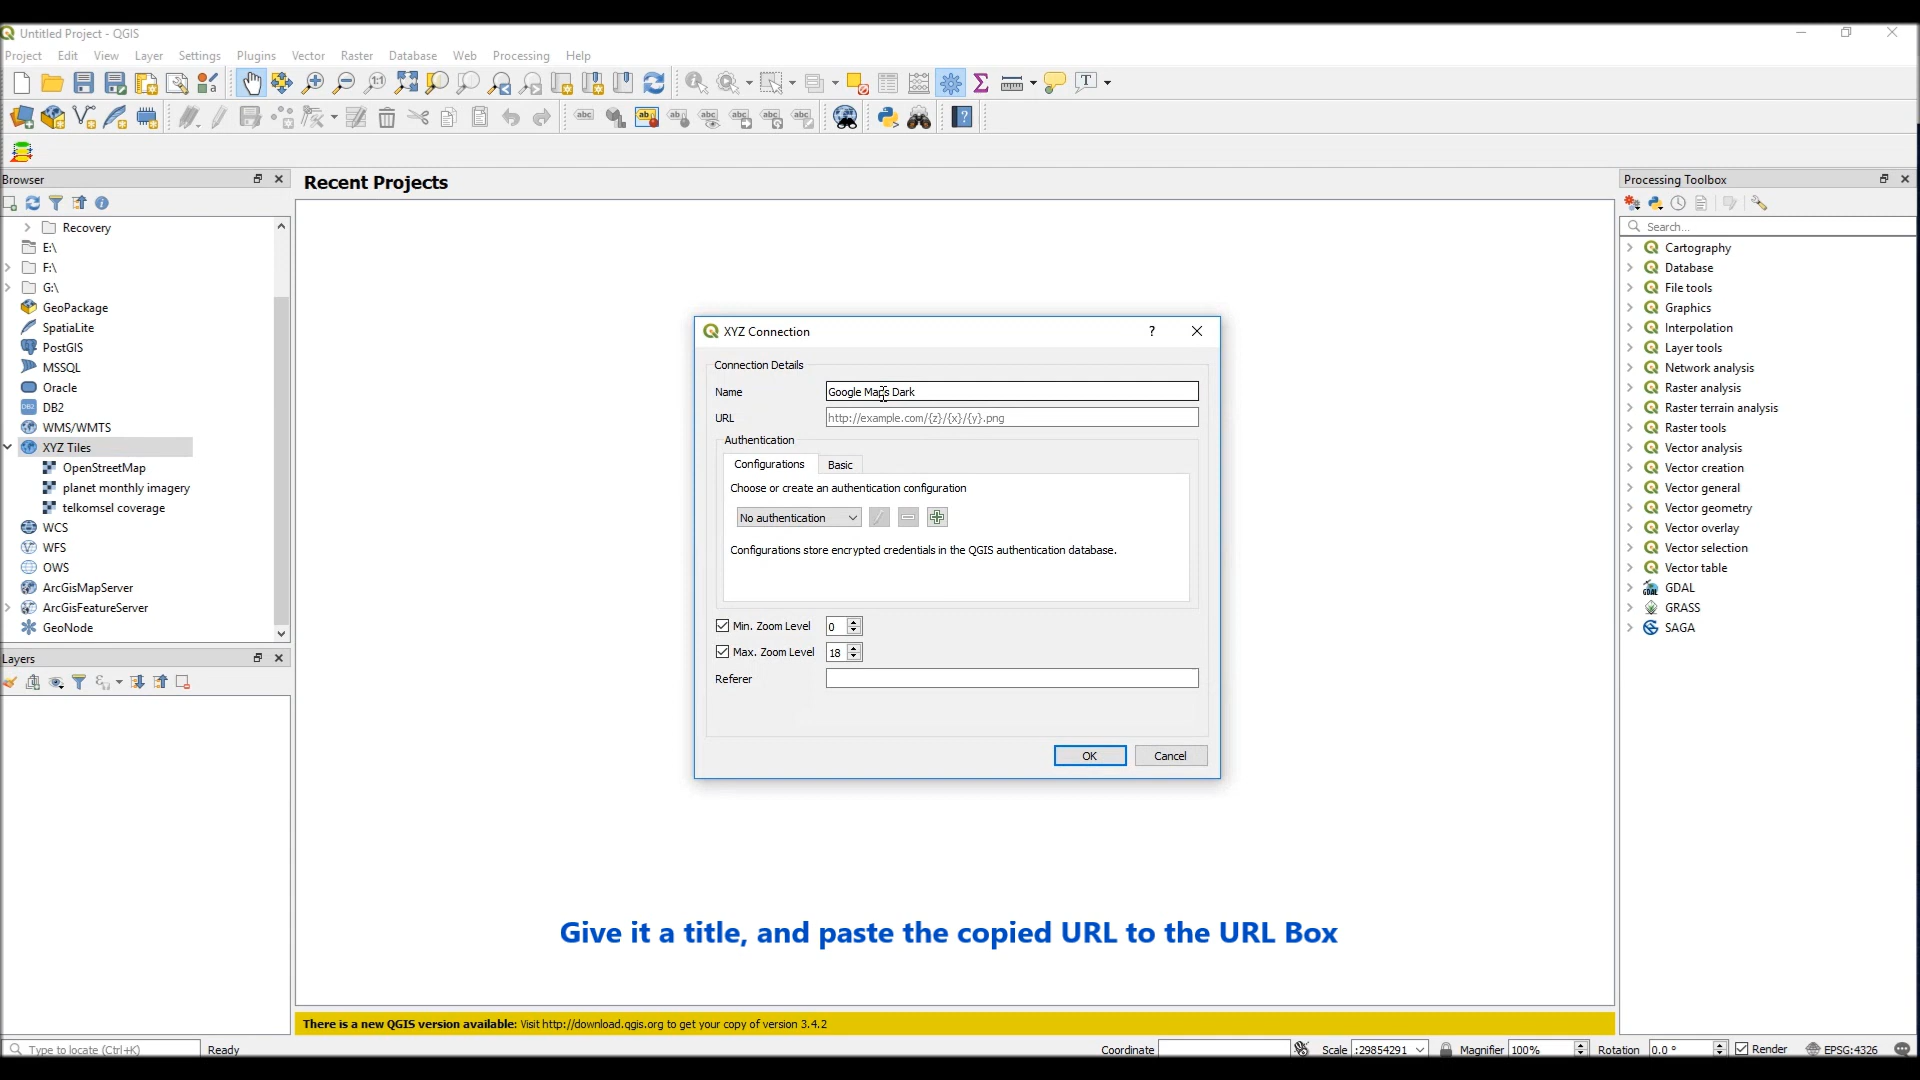 Untitled Project - QGIS
Project Edit View Layer Settings Plugins Vector Raster Database Web Processing Help
Browser
Recovery
E:\
F:\
G:\
GeoPackage
SpatiaLite
PostGIS
MSSQL
Oracle
DB2
WMS/WMTS
XYZ Tiles
OpenStreetMap
planet monthly imagery
telkomsel coverage
WCS
WFS
OWS
ArcGisMapServer
ArcGisFeatureServer
GeoNode
Layers
Recent Projects
XYZ Connection
Connection Details
Name Google Maps Dark
URL http://example.com/{z}/{x}/{y}.png
Authentication
Configurations Basic
Choose or create an authentication configuration
No authentication
Configurations store encrypted credentials in the QGIS authentication database.
Min. Zoom Level 0
Max. Zoom Level 18
Referer
OK Cancel
Give it a title, and paste the copied URL to the URL Box
There is a new QGIS version available: Visit http://download.qgis.org to get your copy of version 3.4.2
Processing Toolbox
Search...
Cartography
Database
File tools
Graphics
Interpolation
Layer tools
Network analysis
Raster analysis
Raster terrain analysis
Raster tools
Vector analysis
Vector creation
Vector general
Vector geometry
Vector overlay
Vector selection
Vector table
GDAL
GRASS
SAGA
Type to locate (Ctrl+K) Ready Coordinate Scale :29854291 Magnifier 100% Rotation 0.0 ° Render EPSG:4326